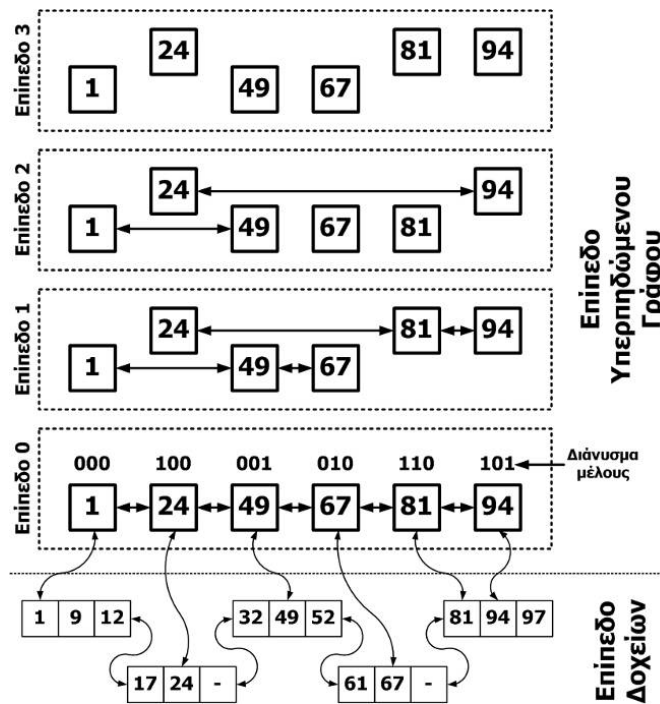 Επίπεδο 3
24 81 94
1 49 67
Επίπεδο 2
24 94
1 49 67 81
Επίπεδο 1
24 81 94
1 49 67
Επίπεδο 0
000 100 001 010 110 101
1 24 49 67 81 94
Διάνυσμα
μέλους
Επίπεδο
Υπερπηδώμενου
Γράφου
1 9 12
32 49 52
81 94 97
17 24 -
61 67 -
Επίπεδο
Δοχείων